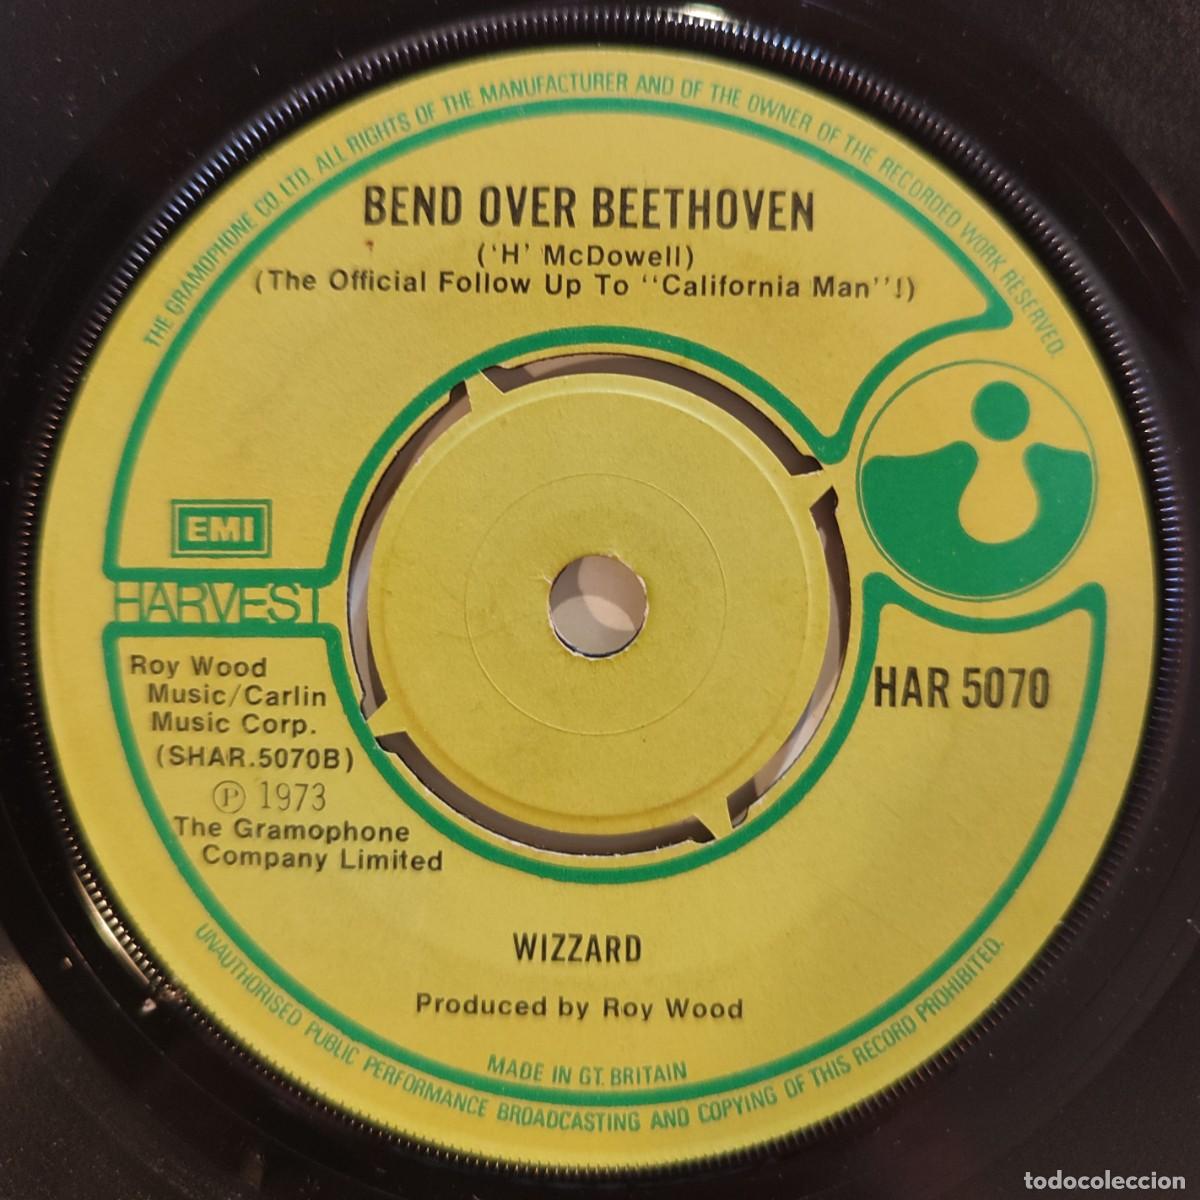 THE GRAMOPHONE CO. LTD. ALL RIGHTS OF THE MANUFACTURER AND OF THE OWNER OF THE RECORDED WORK RESERVED.
BEND OVER BEETHOVEN
('H' McDowell)
(The Official Follow Up To "California Man"!)
EMI
HARVEST
Roy Wood
Music/Carlin
Music Corp.
(SHAR.5070B)
℗ 1973
The Gramophone
Company Limited
HAR 5070
WIZZARD
Produced by Roy Wood
MADE IN GT. BRITAIN
UNAUTHORISED PUBLIC PERFORMANCE BROADCASTING AND COPYING OF THIS RECORD PROHIBITED.
todocoleccion